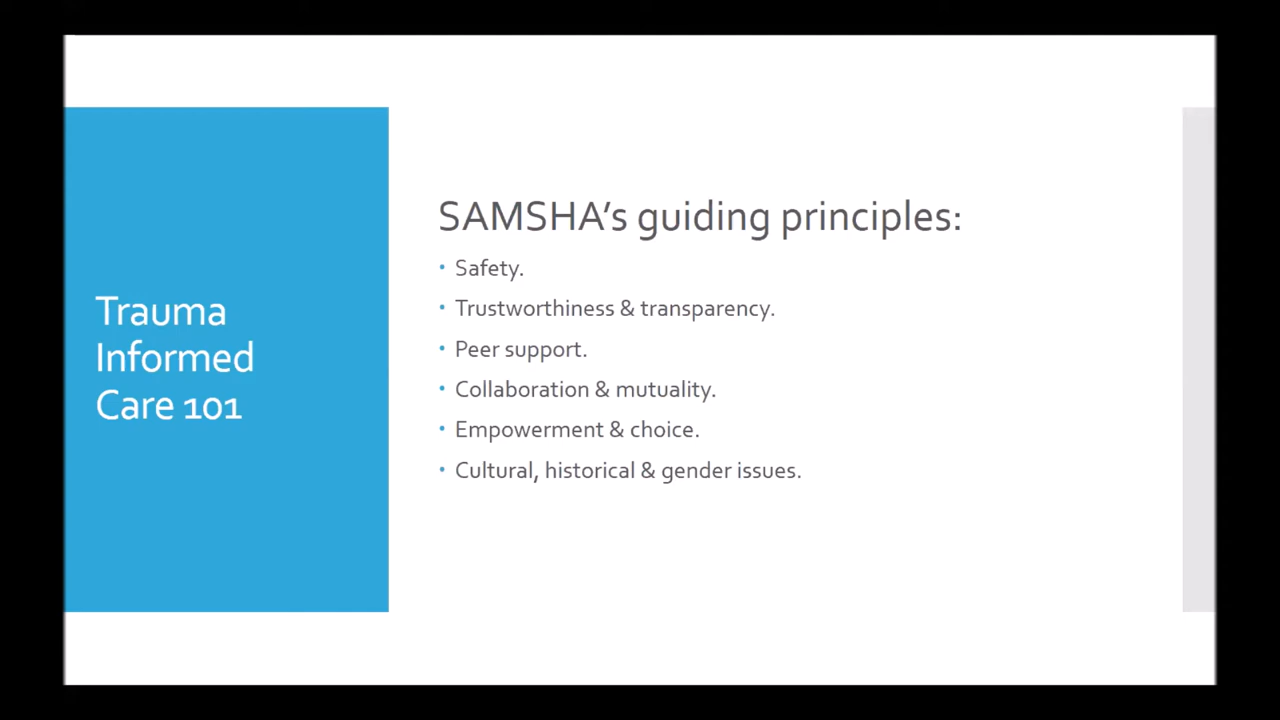 Trauma
Informed
Care 101
SAMSHA's guiding principles:
• Safety.
• Trustworthiness & transparency.
• Peer support.
• Collaboration & mutuality.
• Empowerment & choice.
• Cultural, historical & gender issues.